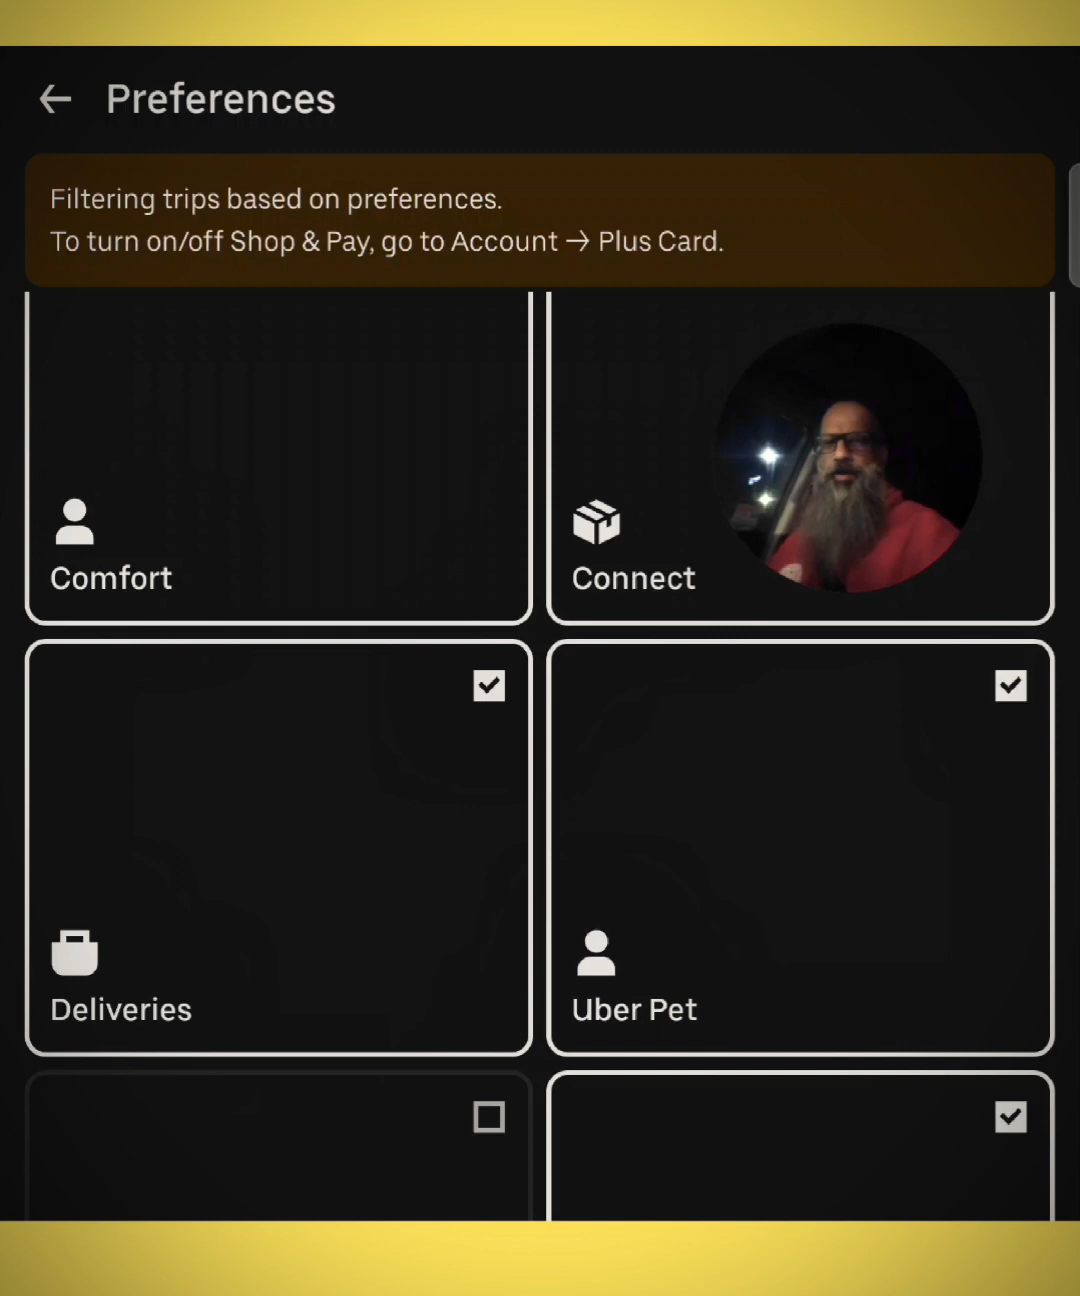 Preferences
Filtering trips based on preferences.
To turn on/off Shop & Pay, go to Account → Plus Card.
Comfort
Connect
Deliveries
Uber Pet